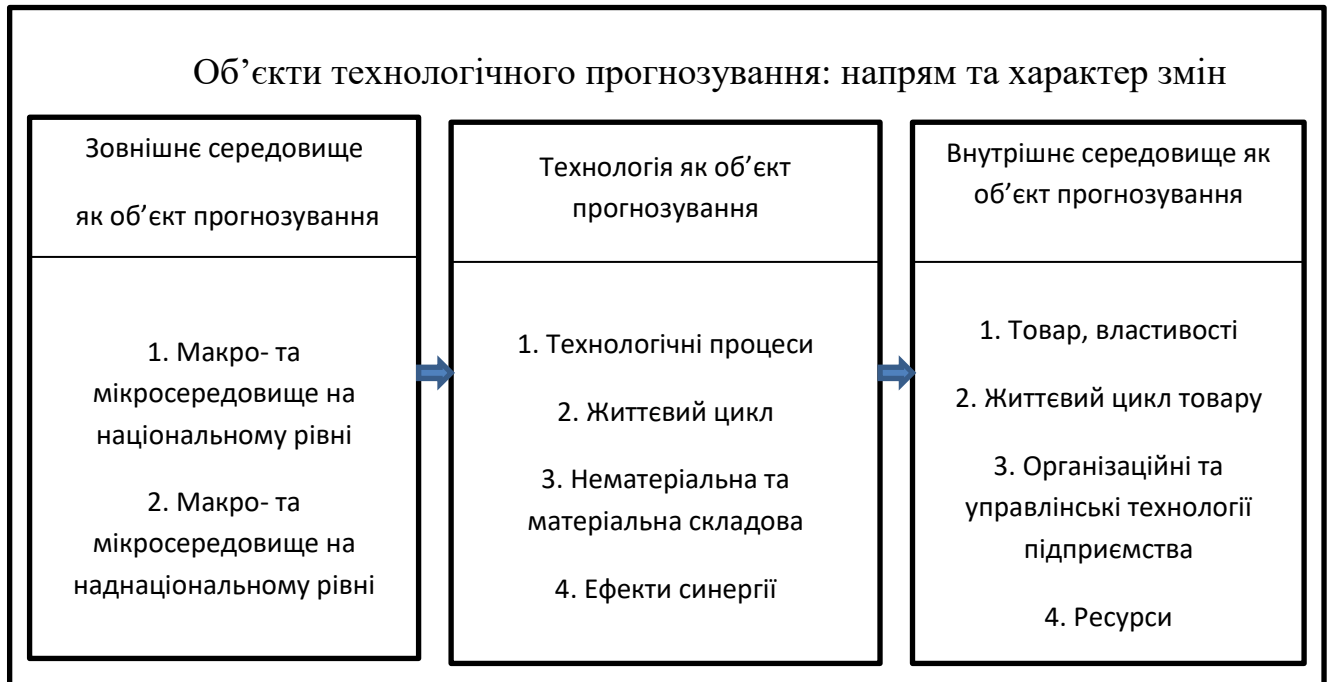 Об’єкти технологічного прогнозування: напрям та характер змін
Зовнішнє середовище
як об’єкт прогнозування
1. Макро- та
мікросередовище на
національному рівні
2. Макро- та
мікросередовище на
наднаціональному рівні
Технологія як об’єкт
прогнозування
1. Технологічні процеси
2. Життєвий цикл
3. Нематеріальна та
матеріальна складова
4. Ефекти синергії
Внутрішнє середовище як
об’єкт прогнозування
1. Товар, властивості
2. Життєвий цикл товару
3. Організаційні та
управлінські технології
підприємства
4. Ресурси